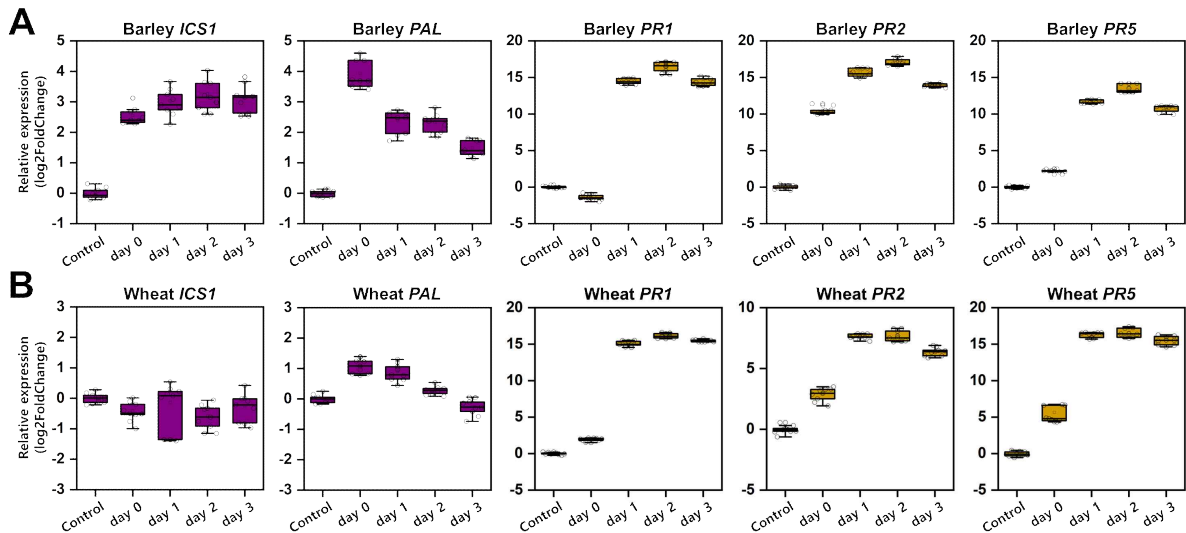 A
Barley ICS1
Barley PAL
Barley PR1
Barley PR2
Barley PR5
Relative expression
(log2FoldChange)
5
4
3
2
1
0
-1
5
4
3
2
1
0
-1
20
15
10
5
0
-5
20
15
10
5
0
-5
20
15
10
5
0
-5
Control day 0 day 1 day 2 day 3
Control day 0 day 1 day 2 day 3
Control day 0 day 1 day 2 day 3
Control day 0 day 1 day 2 day 3
Control day 0 day 1 day 2 day 3
B
Wheat ICS1
Wheat PAL
Wheat PR1
Wheat PR2
Wheat PR5
Relative expression
(log2FoldChange)
3
2
1
0
-1
-2
-3
3
2
1
0
-1
-2
-3
20
15
10
5
0
-5
10
5
0
-5
20
15
10
5
0
-5
Control day 0 day 1 day 2 day 3
Control day 0 day 1 day 2 day 3
Control day 0 day 1 day 2 day 3
Control day 0 day 1 day 2 day 3
Control day 0 day 1 day 2 day 3